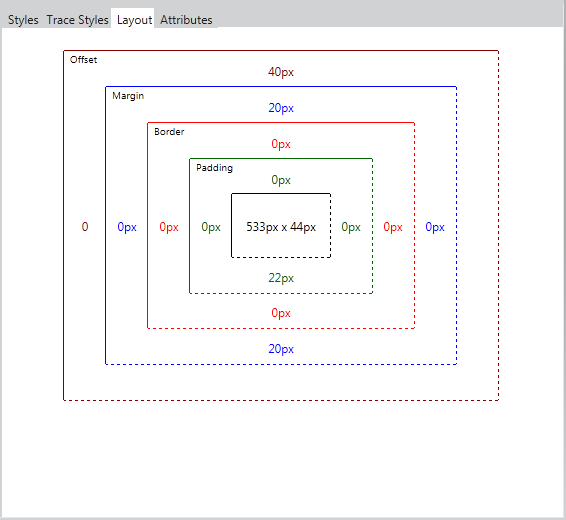 Styles Trace Styles Layout Attributes
Offset
40px
Margin
20px
Border
0px
Padding
0px
0 0px 0px 0px 533px x 44px 0px 0px 0px
22px
0px
20px